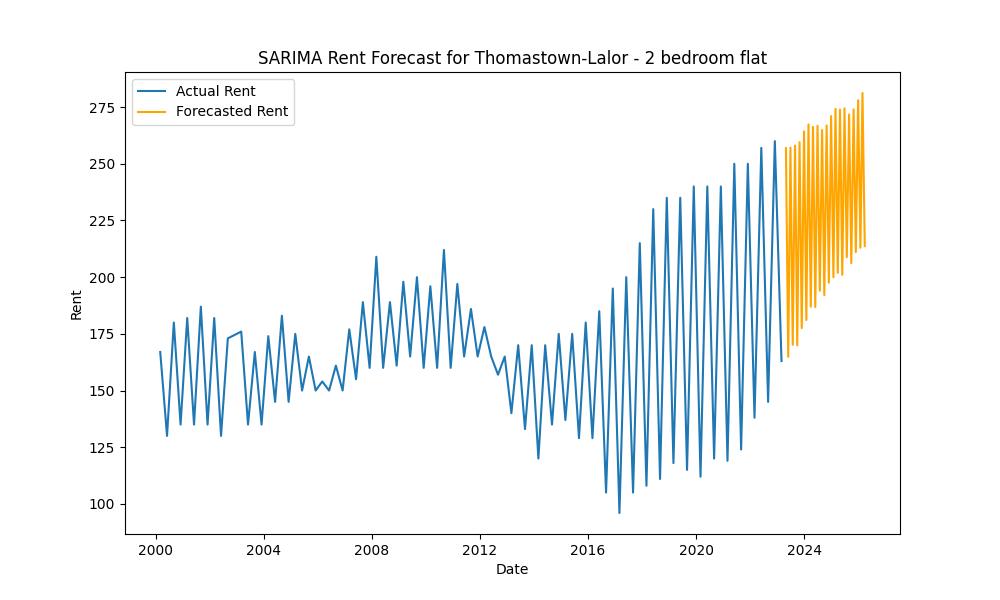 SARIMA Rent Forecast for Thomastown-Lalor - 2 bedroom flat
Actual Rent
Forecasted Rent
275
250
225
200
175
150
125
100
Rent
2000 2004 2008 2012 2016 2020 2024
Date